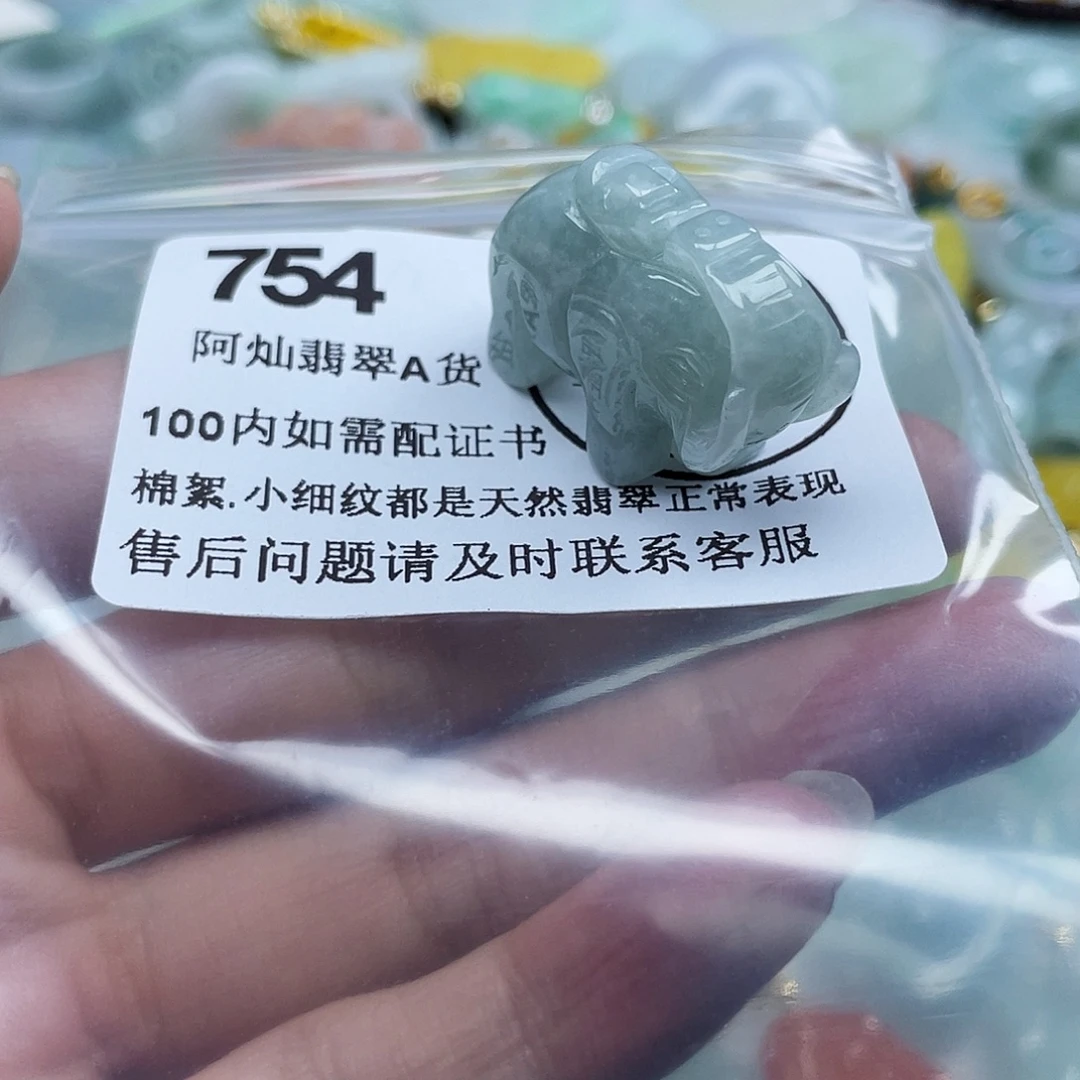 754
阿灿翡翠A货
100内如需配证书
棉絮.小细纹都是天然翡翠正常表现
售后问题请及时联系客服